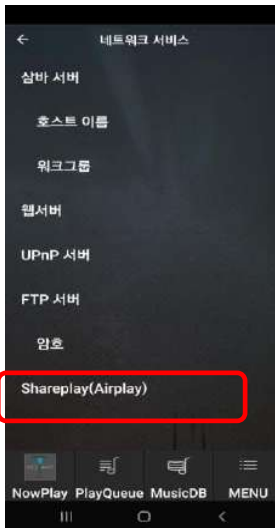 네트워크 서비스
삼바 서버
호스트 이름
워크그룹
웹서버
UPnP 서버
FTP 서버
암호
Shareplay(Airplay)
NowPlay PlayQueue MusicDB MENU